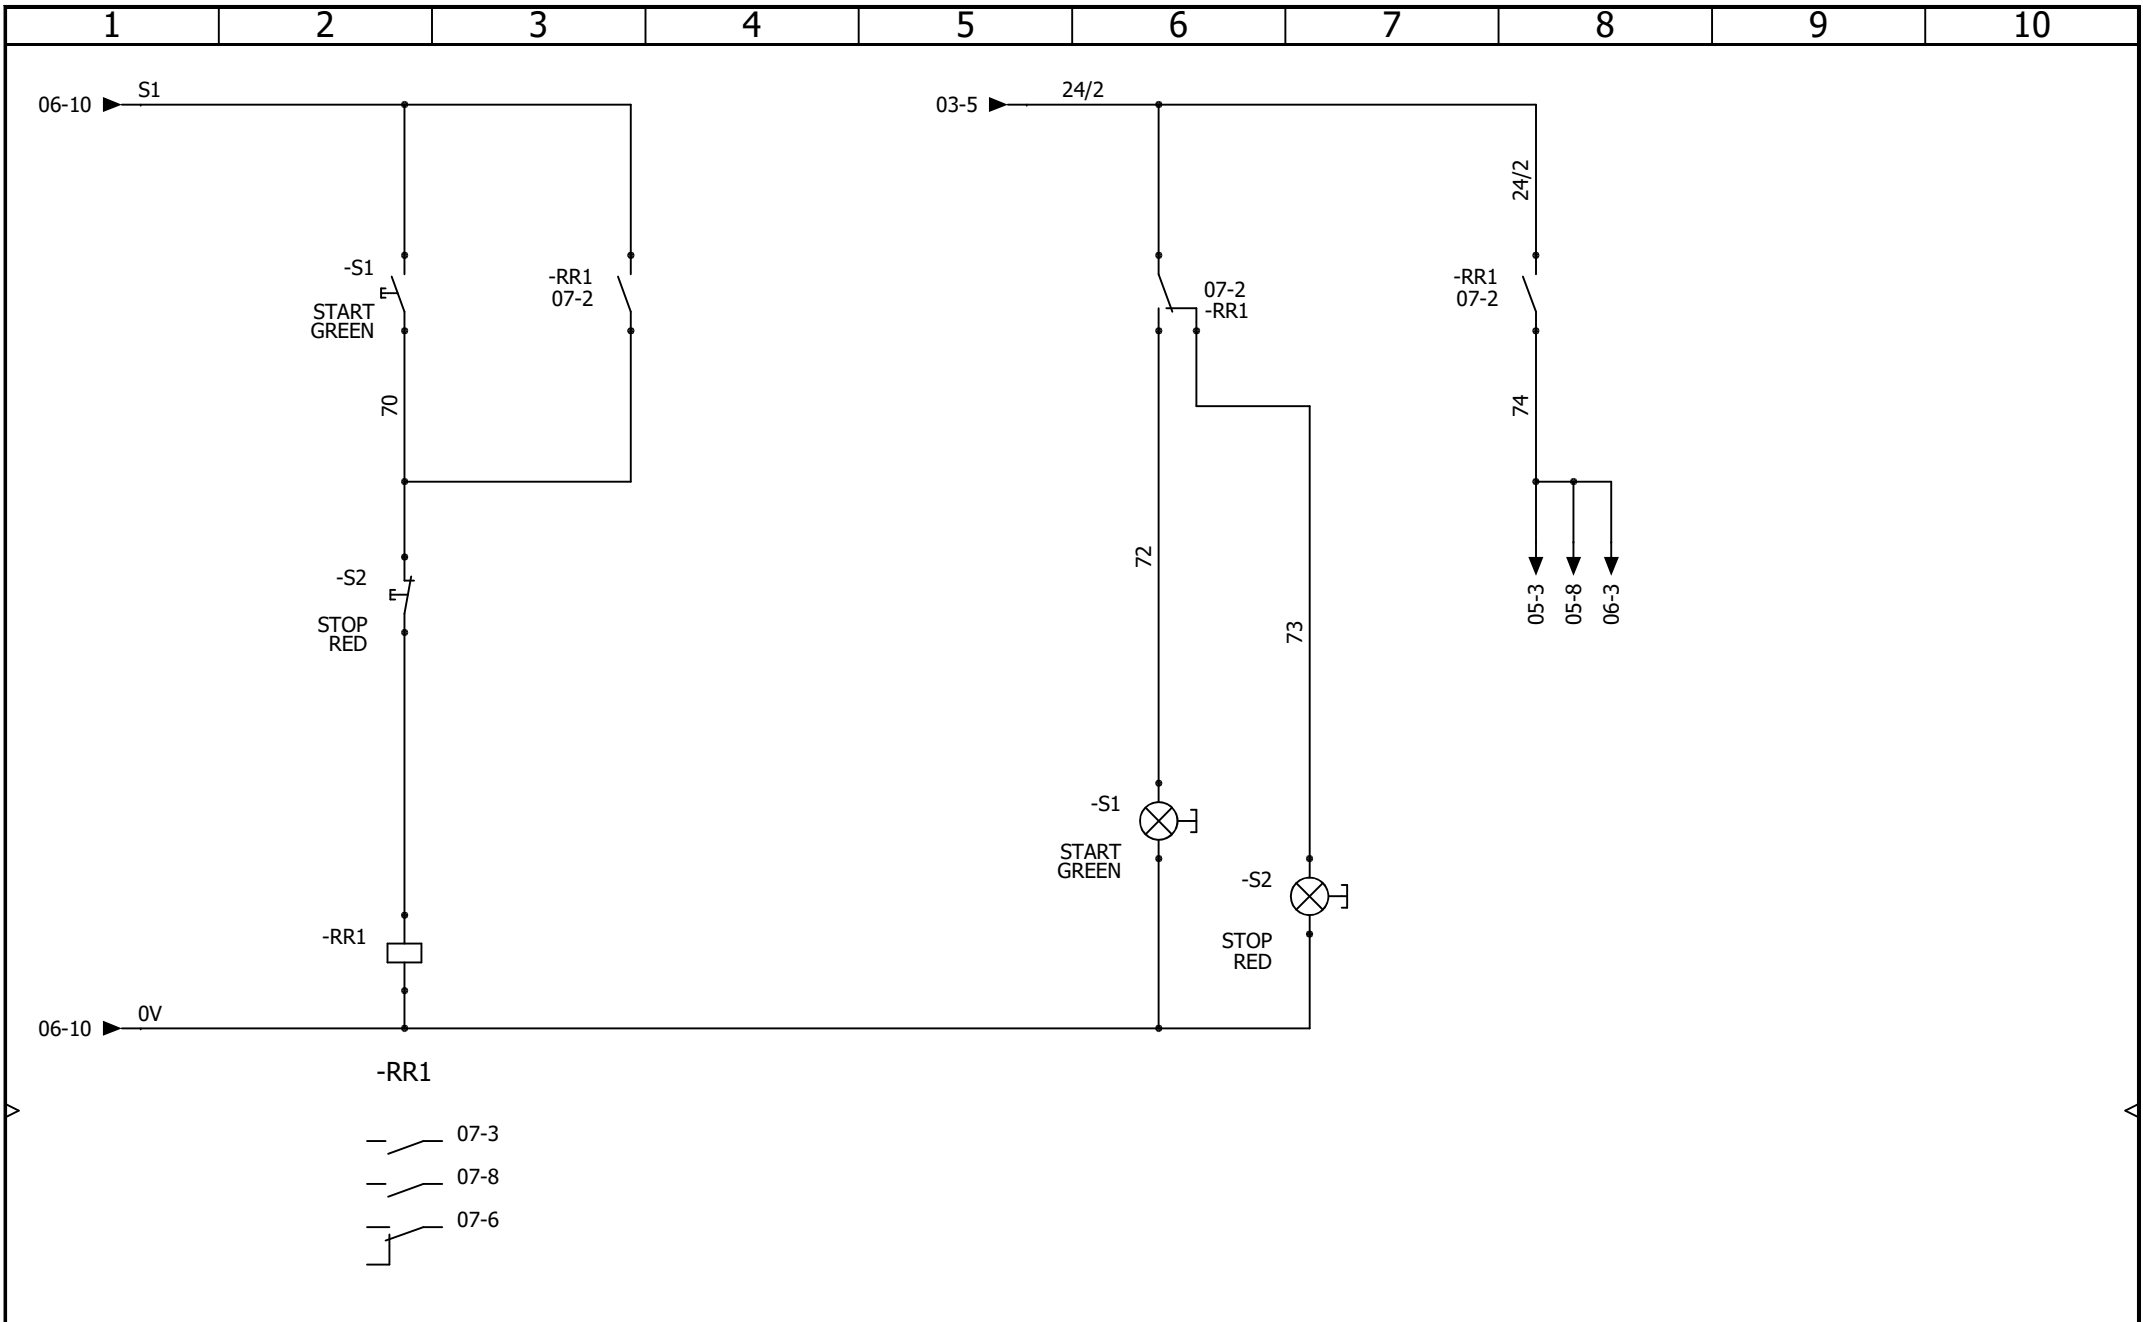 1 2 3 4 5 6 7 8 9 10
06-10 S1
03-5 24/2
24/2
-S1
START
GREEN
-RR1
07-2
07-2
-RR1
-RR1
07-2
70
74
72
-S2
STOP
RED
05-3
05-8
06-3
73
-S1
START
GREEN
-S2
STOP
RED
-RR1
06-10 0V
-RR1
07-3
07-8
07-6